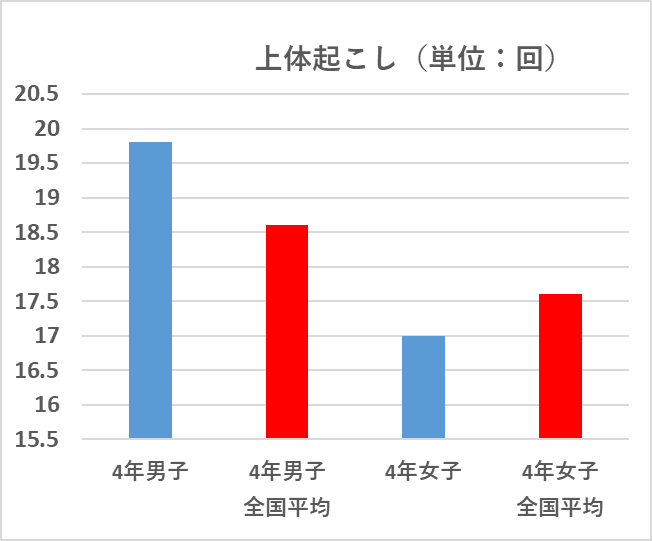 上体起こし（単位：回）
20.5
20
19.5
19
18.5
18
17.5
17
16.5
16
15.5
4年男子
4年男子
全国平均
4年女子
4年女子
全国平均